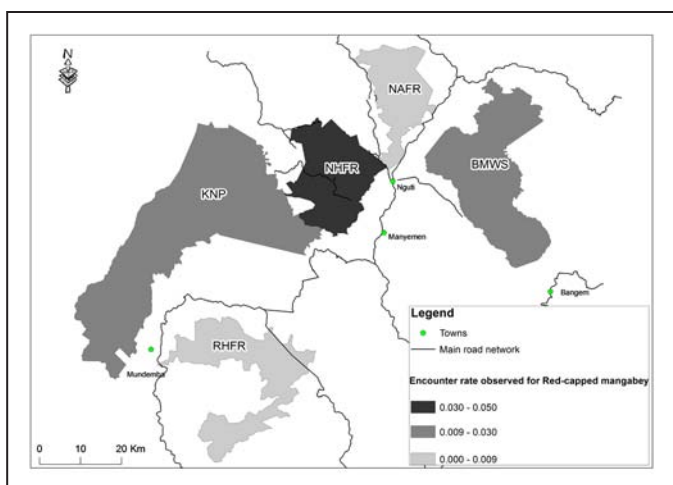 N
NAFR
NHFR
BMWS
KNP
Nguti
Manyemen
Bangem
Legend
Towns
Main road network
RHFR
Mundemba
Encounter rate observed for Red-capped mangabey
0.030 - 0.050
0.009 - 0.030
0.000 - 0.009
0 10 20 Km